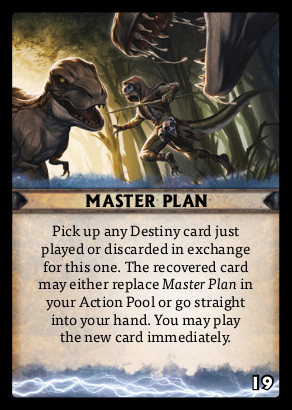 MASTER PLAN
Pick up any Destiny card just
played or discarded in exchange
for this one. The recovered card
may either replace Master Plan in
your Action Pool or go straight
into your hand. You may play
the new card immediately.
19